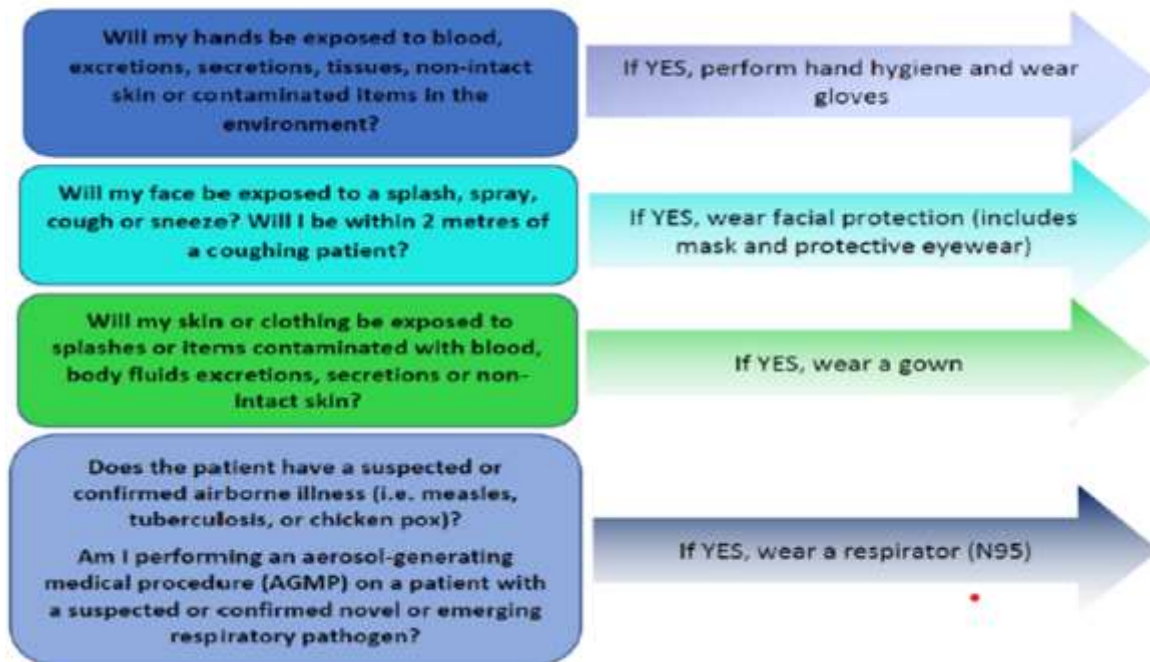 Will my hands be exposed to blood,
excretions, secretions, tissues, non-intact
skin or contaminated items in the
environment?
If YES, perform hand hygiene and wear
gloves
Will my face be exposed to a splash, spray,
cough or sneeze? Will I be within 2 metres of
a coughing patient?
If YES, wear facial protection (includes
mask and protective eyewear)
Will my skin or clothing be exposed to
splashes or items contaminated with blood,
body fluids excretions, secretions or non-
intact skin?
If YES, wear a gown
Does the patient have a suspected or
confirmed airborne illness (i.e. measles,
tuberculosis, or chicken pox)?
Am I performing an aerosol-generating
medical procedure (AGMP) on a patient with
a suspected or confirmed novel or emerging
respiratory pathogen?
If YES, wear a respirator (N95)